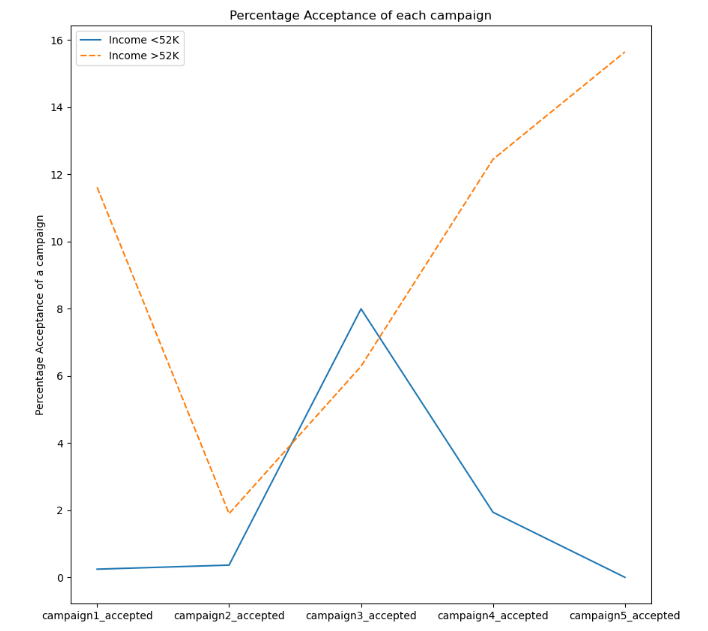 Percentage Acceptance of each campaign
Income <52K
Income >52K
Percentage Acceptance of a campaign
16
14
12
10
8
6
4
2
0
campaign1_accepted campaign2_accepted campaign3_accepted campaign4_accepted campaign5_accepted